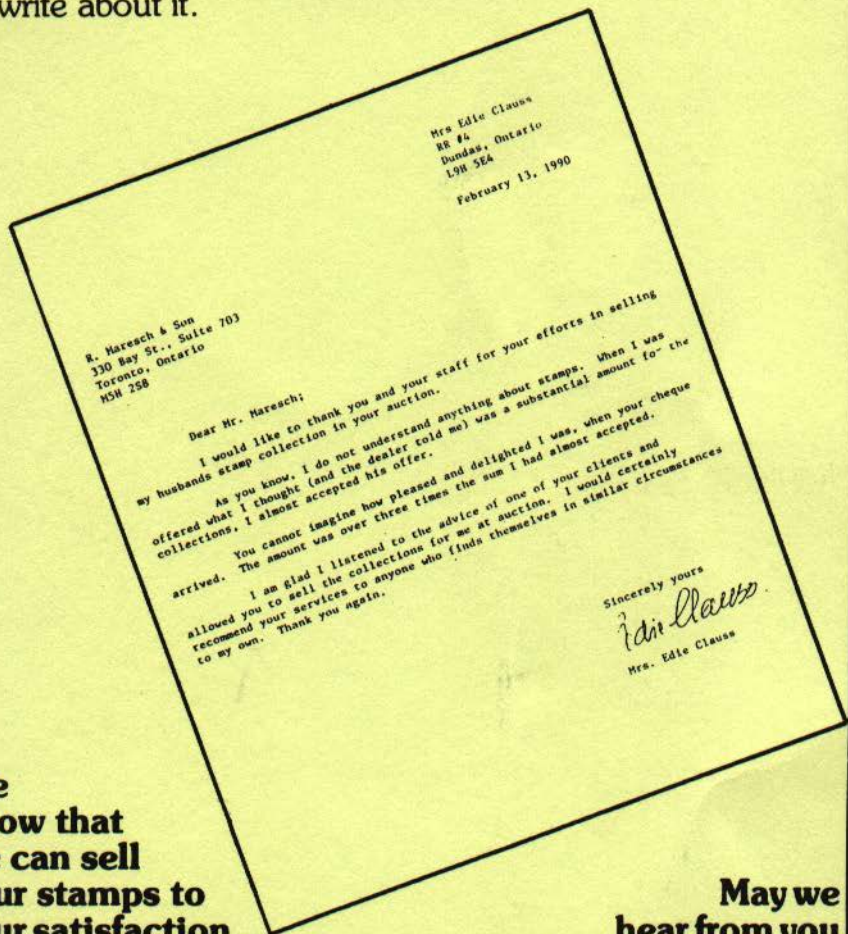 write about it.
Mrs Edie Clauss
RR #4
Dundas, Ontario
L9H 5E4
February 13, 1990
R. Maresch & Son
330 Bay St., Suite 703
Toronto, Ontario
M5H 2S8
Dear Mr. Maresch;
I would like to thank you and your staff for your efforts in selling
my husbands stamp collection in your auction.
As you know, I do not understand anything about stamps. When I was
offered what I thought (and the dealer told me) was a substantial amount for the
collections, I almost accepted his offer.
You cannot imagine how pleased and delighted I was, when your cheque
arrived. The amount was over three times the sum I had almost accepted.
I am glad I listened to the advice of one of your clients and
allowed you to sell the collections for me at auction. I would certainly
recommend your services to anyone who finds themselves in similar circumstances
to my own. Thank you again.
Sincerely yours
Edie Clauss
Mrs. Edie Clauss
can sell
stamps to
satisfaction
May we
hear from you